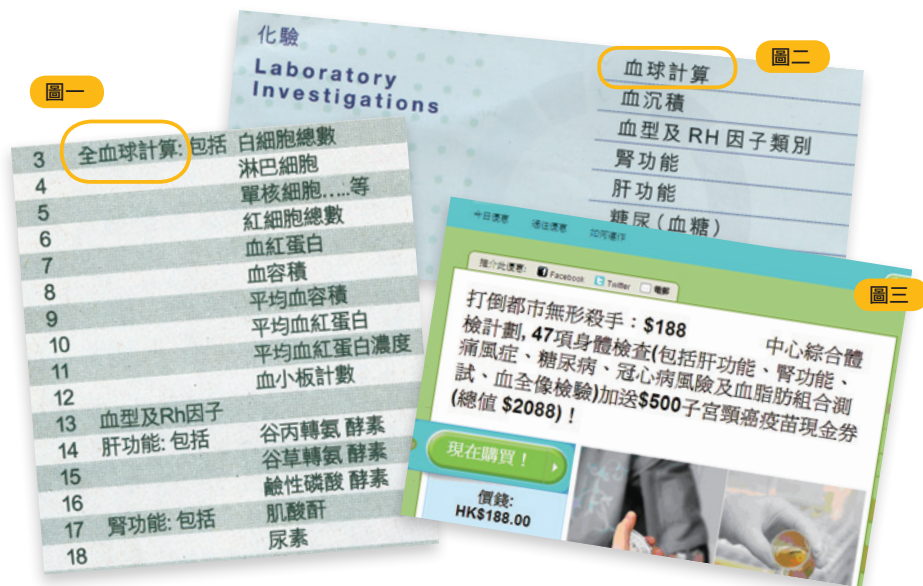 圖一
3 全血球計算: 包括 白細胞總數
4 淋巴細胞
5 單核細胞.....等
6 紅細胞總數
7 血紅蛋白
8 血容積
9 平均血容積
10 平均血紅蛋白
11 平均血紅蛋白濃度
12 血小板計數
13 血型及Rh因子
14 肝功能: 包括 谷丙轉氨 酵素
15 谷草轉氨 酵素
16 鹼性磷酸 酵素
17 腎功能: 包括 肌酸酐
18 尿素
圖二
化驗
Laboratory
Investigations
血球計算
血沉積
血型及 RH 因子類別
腎功能
肝功能
糖尿(血糖)
圖三
今日優惠 過往優惠 如何運作
推介此優惠: Facebook Twitter 電郵
打倒都市無形殺手：$188 中心綜合體
檢計劃, 47項身體檢查(包括肝功能、腎功能、
痛風症、糖尿病、冠心病風險及血脂肪組合測
試、血全像檢驗)加送$500子宮頸癌疫苗現金券
(總值 $2088)！
現在購買！
價錢:
HK$188.00